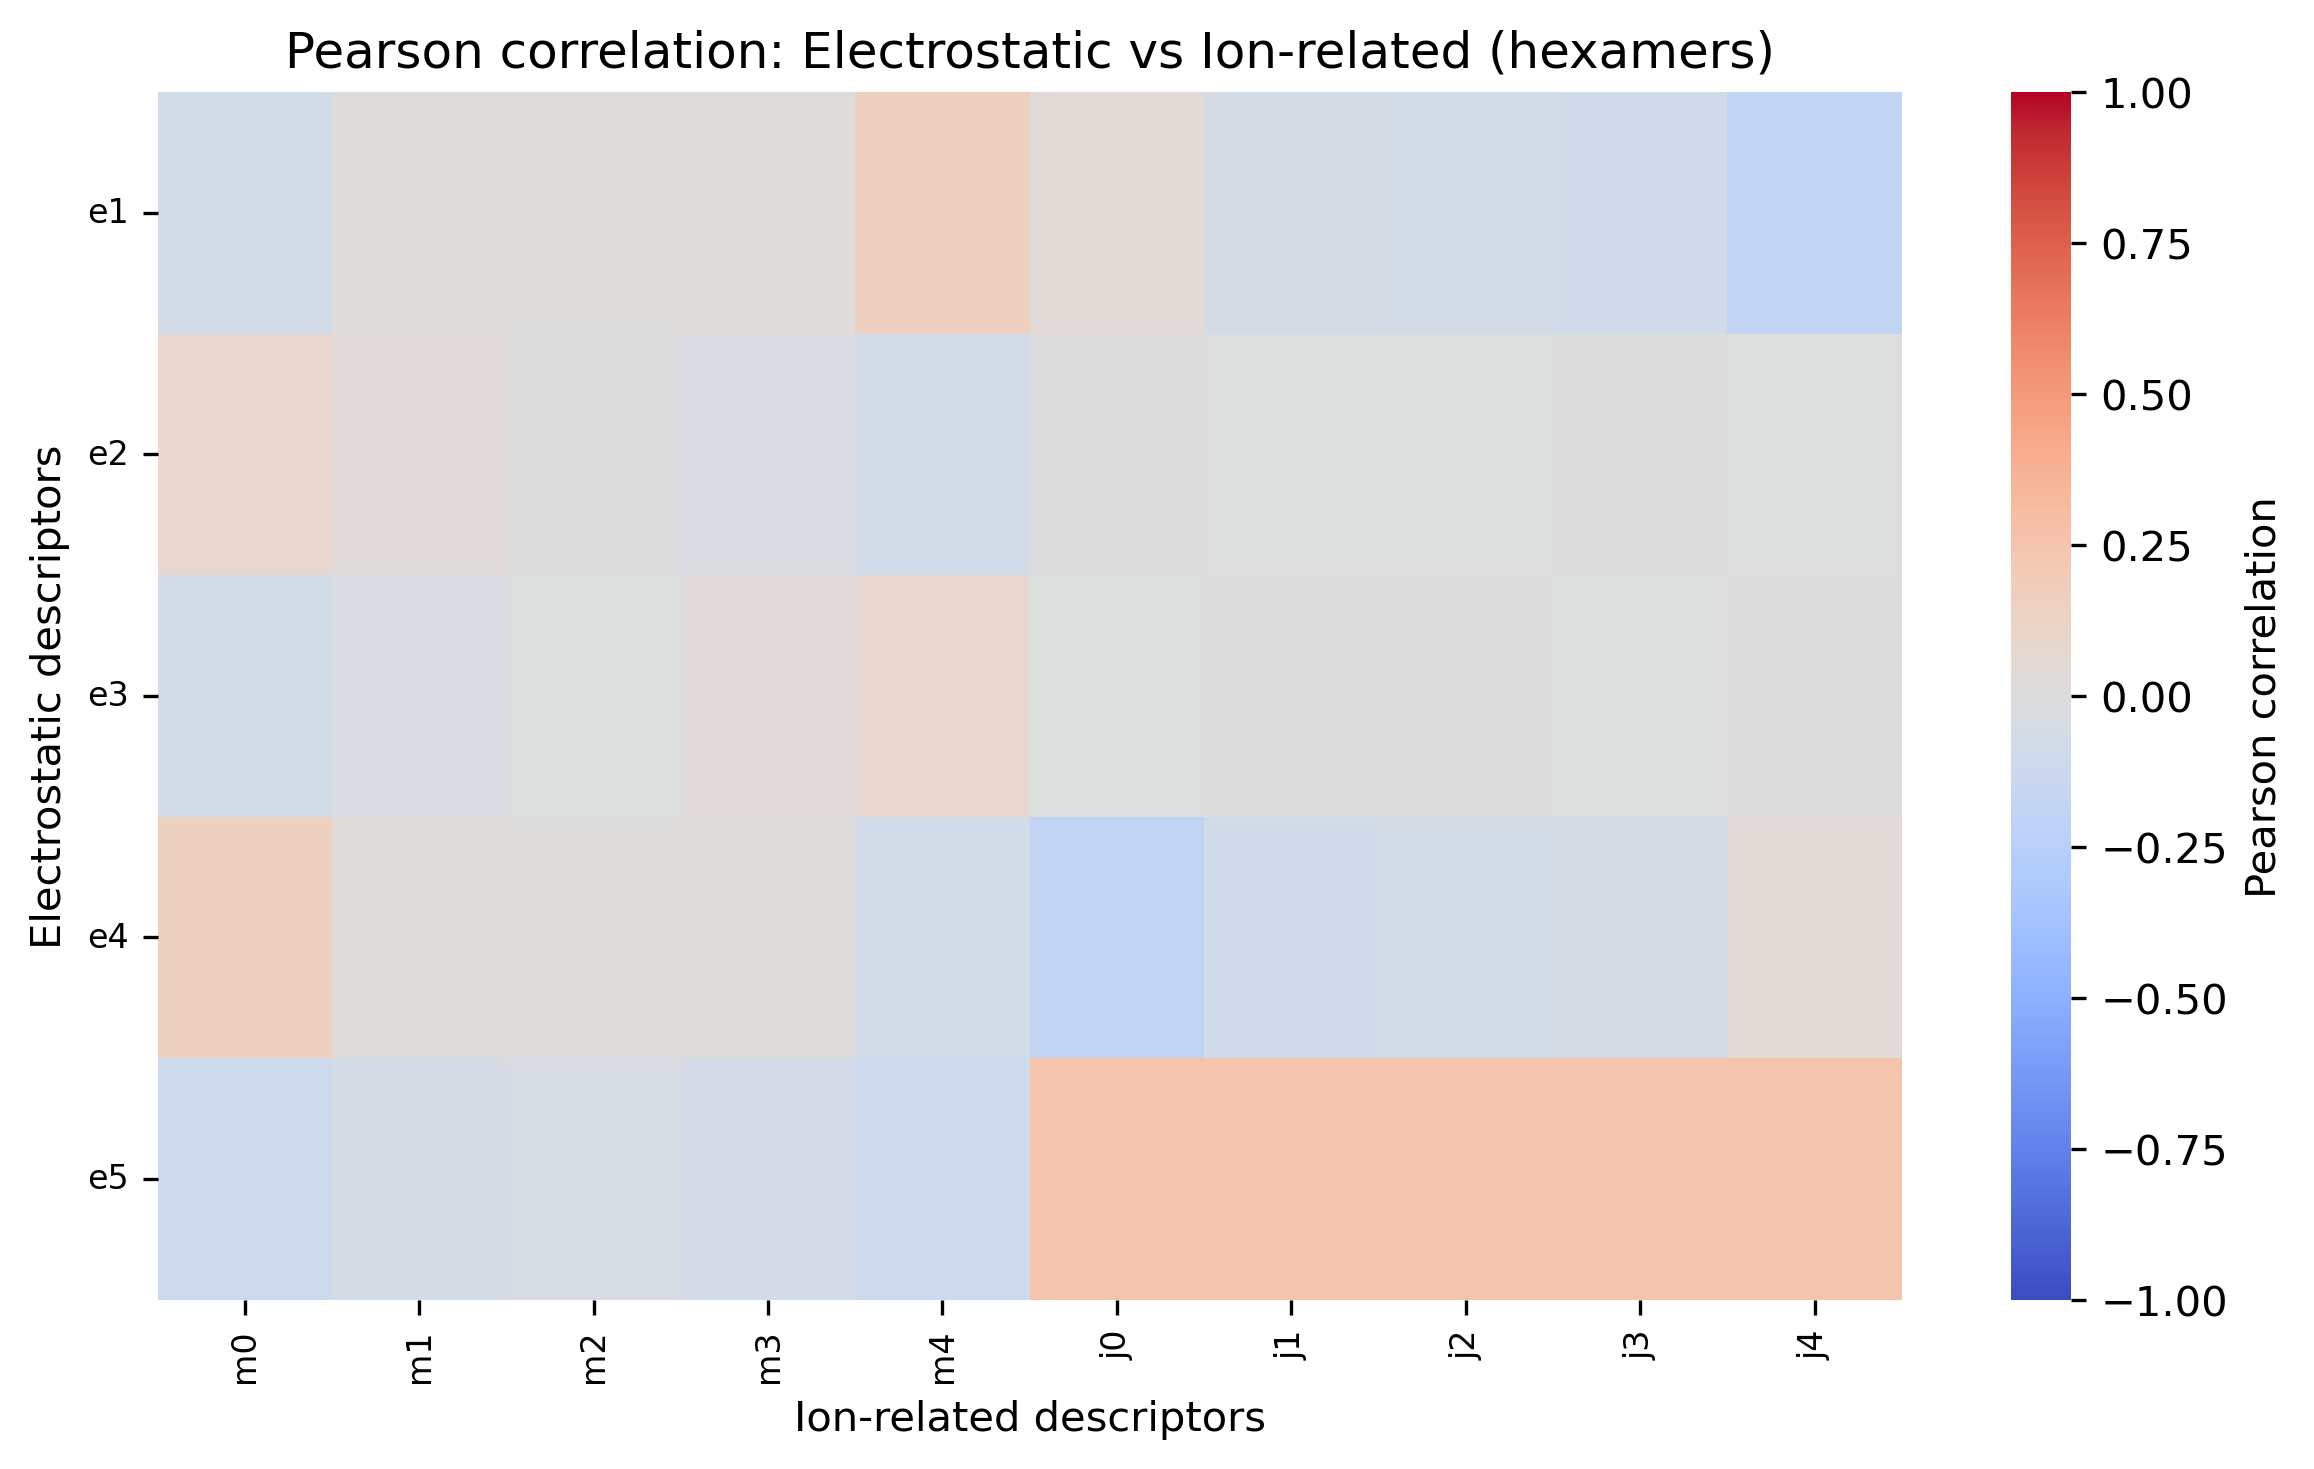 Pearson correlation: Electrostatic vs Ion-related (hexamers)
Electrostatic descriptors
e1
e2
e3
e4
e5
m0
m1
m2
m3
m4
j0
j1
j2
j3
j4
Ion-related descriptors
1.00
0.75
0.50
0.25
0.00
−0.25
−0.50
−0.75
−1.00
Pearson correlation